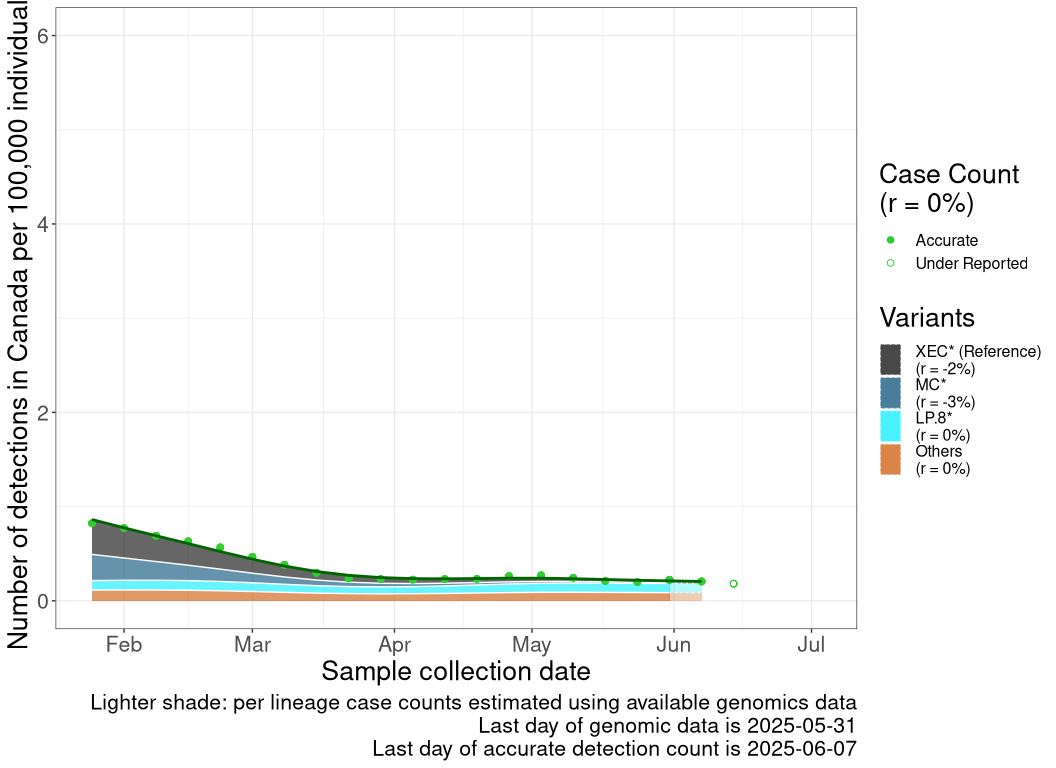 Number of detections in Canada per 100,000 individual
6
4
2
0
Feb Mar Apr May Jun Jul
Sample collection date
Lighter shade: per lineage case counts estimated using available genomics data
Last day of genomic data is 2025-05-31
Last day of accurate detection count is 2025-06-07
Case Count
(r = 0%)
Accurate
Under Reported
Variants
XEC* (Reference)
(r = -2%)
MC*
(r = -3%)
LP.8*
(r = 0%)
Others
(r = 0%)